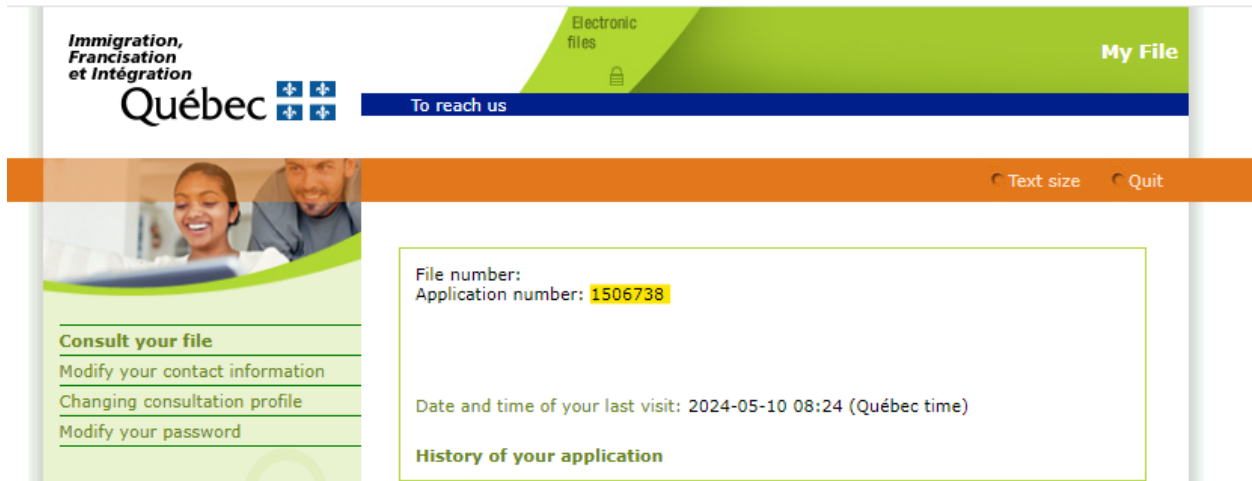 Immigration,
Francisation
et Intégration
Québec
Electronic
files
My File
To reach us
Text size
Quit
File number:
Application number: 1506738
Consult your file
Modify your contact information
Changing consultation profile
Modify your password
Date and time of your last visit: 2024-05-10 08:24 (Québec time)
History of your application